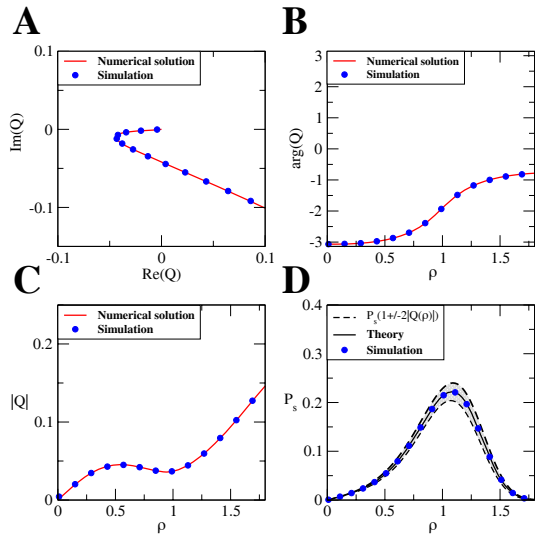 A
0.1
0
-0.1
Im(Q)
Numerical solution
Simulation
-0.1
0
0.1
Re(Q)
B
3
2
1
0
-1
-2
-3
arg(Q)
Numerical solution
Simulation
0
0.5
1
1.5
ρ
C
0.2
0.1
0
|Q|
Numerical solution
Simulation
0
0.5
1
1.5
ρ
D
0.4
0.3
0.2
0.1
0
P_s
P_s(1+/-2|Q(ρ)|)
Theory
Simulation
0
0.5
1
1.5
ρ